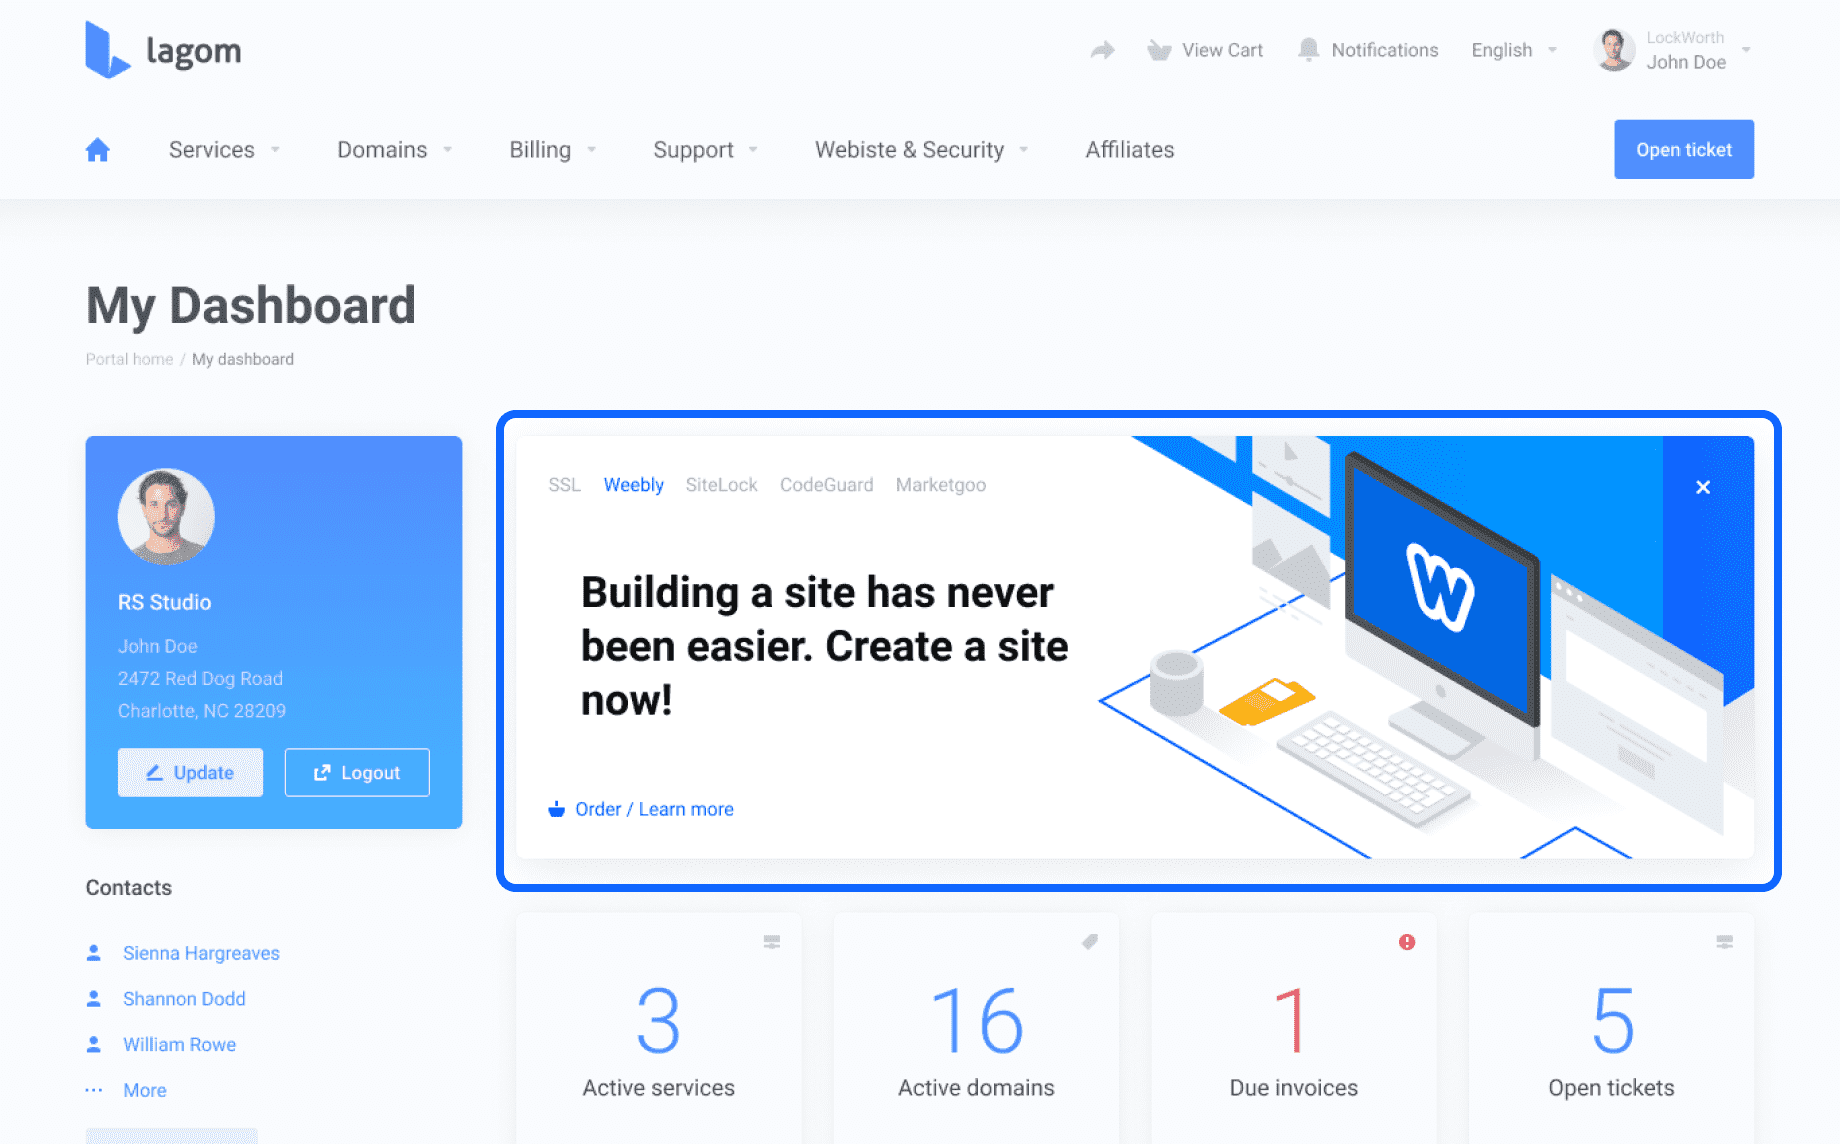 lagom
View Cart
Notifications
English
LockWorth
John Doe
Services
Domains
Billing
Support
Webiste & Security
Affiliates
Open ticket
My Dashboard
Portal home / My dashboard
RS Studio
John Doe
2472 Red Dog Road
Charlotte, NC 28209
Update
Logout
Contacts
Sienna Hargreaves
Shannon Dodd
William Rowe
More
SSL Weebly SiteLock CodeGuard Marketgoo
Building a site has never
been easier. Create a site
now!
Order / Learn more
W
3
Active services
16
Active domains
1
Due invoices
5
Open tickets